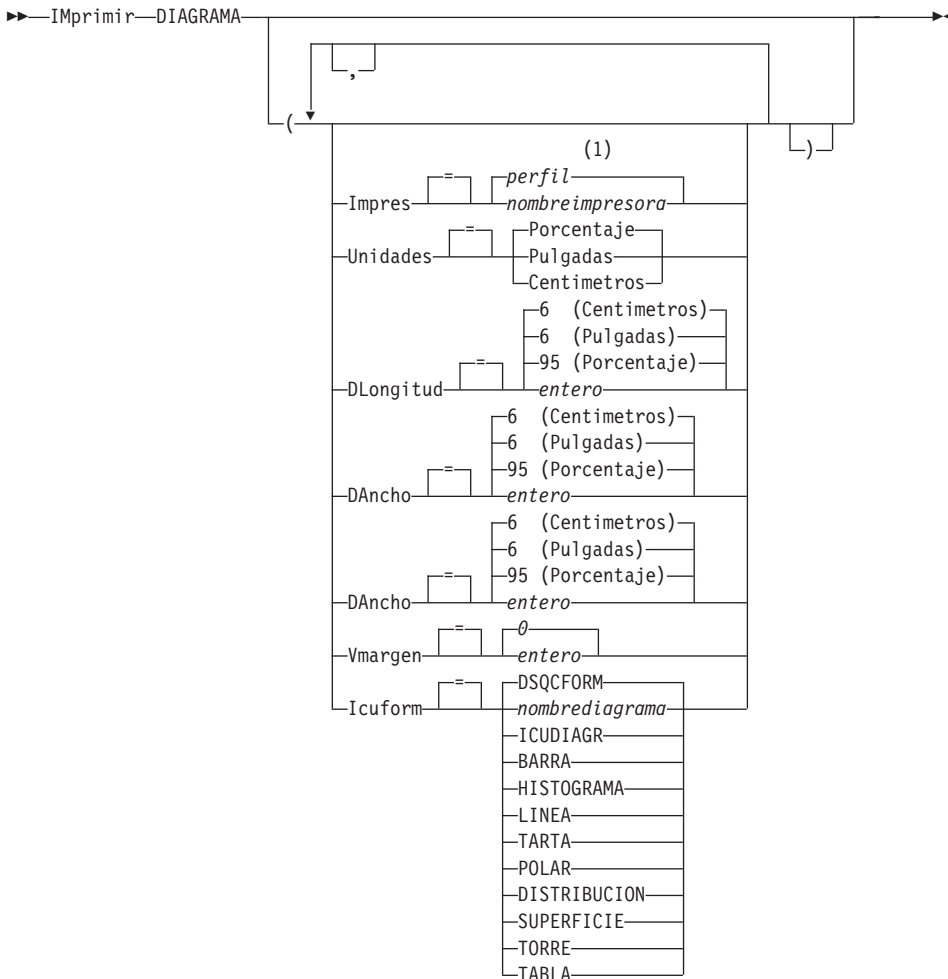 IMprimir DIAGRAMA
,
(
)
(1)
perfil
Impres = nombreimpresora
Porcentaje
Unidades = Pulgadas
Centimetros
6 (Centimetros)
6 (Pulgadas)
95 (Porcentaje)
DLongitud = entero
6 (Centimetros)
6 (Pulgadas)
95 (Porcentaje)
DAncho = entero
6 (Centimetros)
6 (Pulgadas)
95 (Porcentaje)
DAncho = entero
0
Vmargen = entero
DSQCFORM
Icuform = nombrediagrama
ICUDIAGR
BARRA
HISTOGRAMA
LINEA
TARTA
POLAR
DISTRIBUCION
SUPERFICIE
TORRE
TABLA